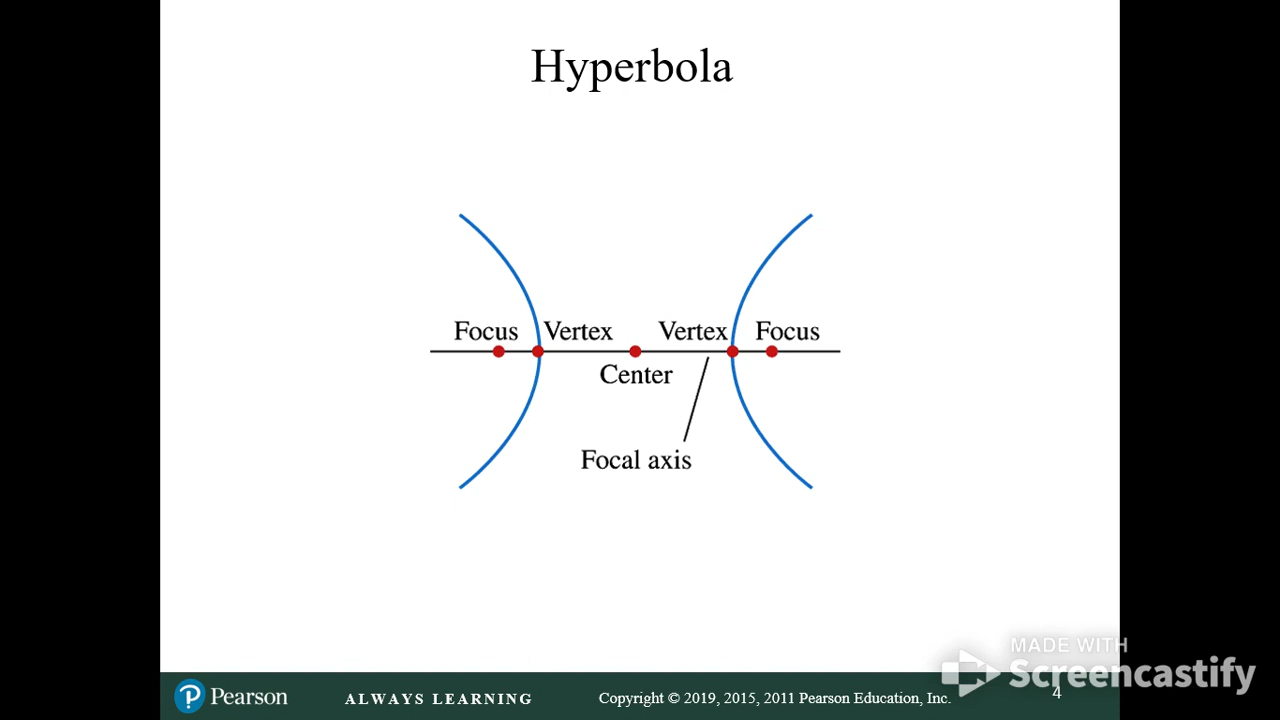 Hyperbola
Focus Vertex Vertex Focus
Center
Focal axis
MADE WITH
Screencastify
Pearson ALWAYS LEARNING Copyright © 2019, 2015, 2011 Pearson Education, Inc. 4